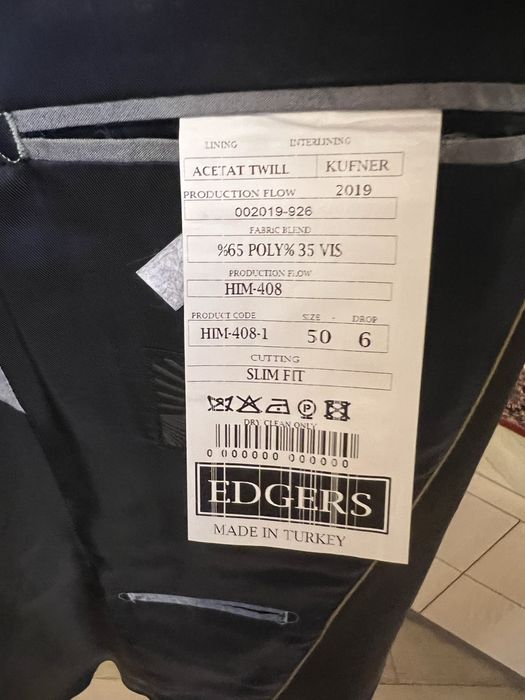 LINING INTERLINING
ACETAT TWILL KUFNER
PRODUCTION FLOW 2019
002019-926
FABRIC BLEND
%65 POLY% 35 VIS
PRODUCTION FLOW
HIM-408
PRODUCT CODE SIZE - DROP
HIM-408-1 50 6
CUTTING
SLIM FIT
P
DRY CLEAN ONLY
0 000000 000000
EDGERS
MADE IN TURKEY